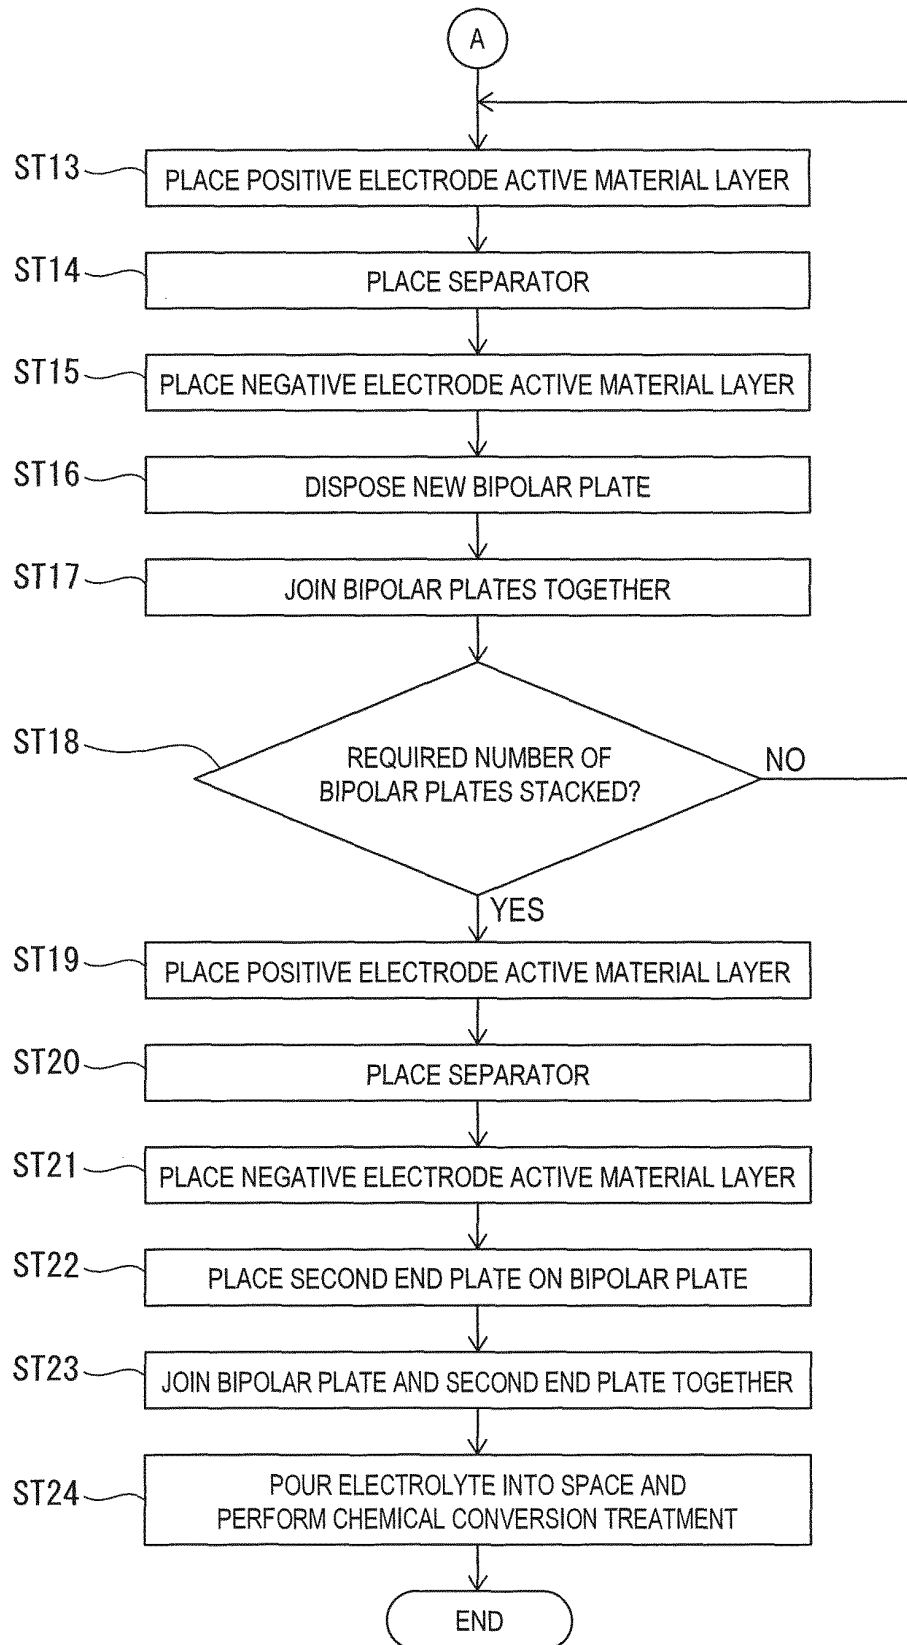 A
ST13
PLACE POSITIVE ELECTRODE ACTIVE MATERIAL LAYER
ST14
PLACE SEPARATOR
ST15
PLACE NEGATIVE ELECTRODE ACTIVE MATERIAL LAYER
ST16
DISPOSE NEW BIPOLAR PLATE
ST17
JOIN BIPOLAR PLATES TOGETHER
ST18
REQUIRED NUMBER OF
BIPOLAR PLATES STACKED?
NO
YES
ST19
PLACE POSITIVE ELECTRODE ACTIVE MATERIAL LAYER
ST20
PLACE SEPARATOR
ST21
PLACE NEGATIVE ELECTRODE ACTIVE MATERIAL LAYER
ST22
PLACE SECOND END PLATE ON BIPOLAR PLATE
ST23
JOIN BIPOLAR PLATE AND SECOND END PLATE TOGETHER
ST24
POUR ELECTROLYTE INTO SPACE AND
PERFORM CHEMICAL CONVERSION TREATMENT
END